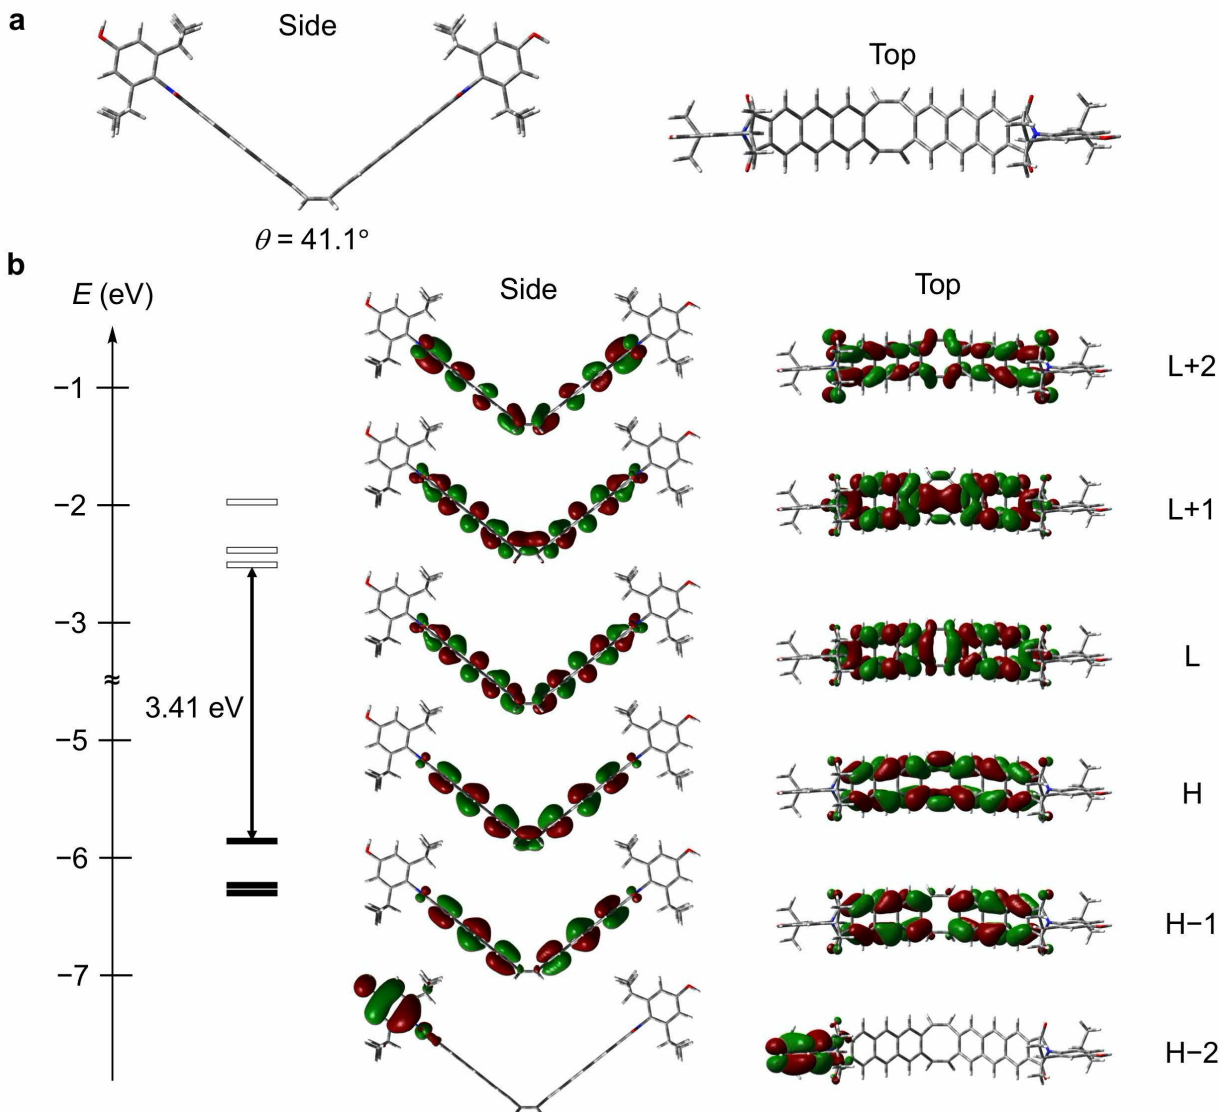 a
Side
Top
θ = 41.1°
b
E (eV)
Side
Top
−1
−2
−3
≈
3.41 eV
−5
−6
−7
L+2
L+1
L
H
H−1
H−2